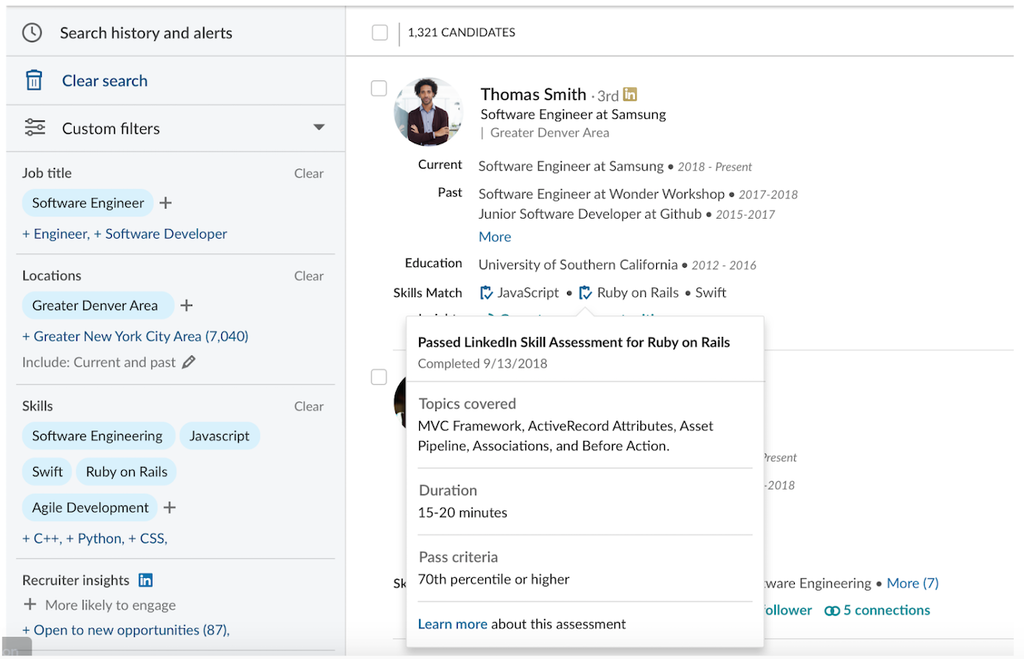 Search history and alerts
Clear search
Custom filters
Job title Clear
Software Engineer +
+ Engineer, + Software Developer
Locations Clear
Greater Denver Area +
+ Greater New York City Area (7,040)
Include: Current and past
Skills Clear
Software Engineering Javascript
Swift Ruby on Rails
Agile Development +
+ C++, + Python, + CSS,
Recruiter insights in
+ More likely to engage
+ Open to new opportunities (87),
1,321 CANDIDATES
Thomas Smith · 3rd in
Software Engineer at Samsung
| Greater Denver Area
Current Software Engineer at Samsung • 2018 - Present
Past Software Engineer at Wonder Workshop • 2017-2018
Junior Software Developer at Github • 2015-2017
More
Education University of Southern California • 2012 - 2016
Skills Match JavaScript • Ruby on Rails • Swift
Passed LinkedIn Skill Assessment for Ruby on Rails
Completed 9/13/2018
Topics covered
MVC Framework, ActiveRecord Attributes, Asset
Pipeline, Associations, and Before Action.
Duration
15-20 minutes
Pass criteria
70th percentile or higher
Learn more about this assessment
Present
-2018
tware Engineering • More (7)
ollower 5 connections